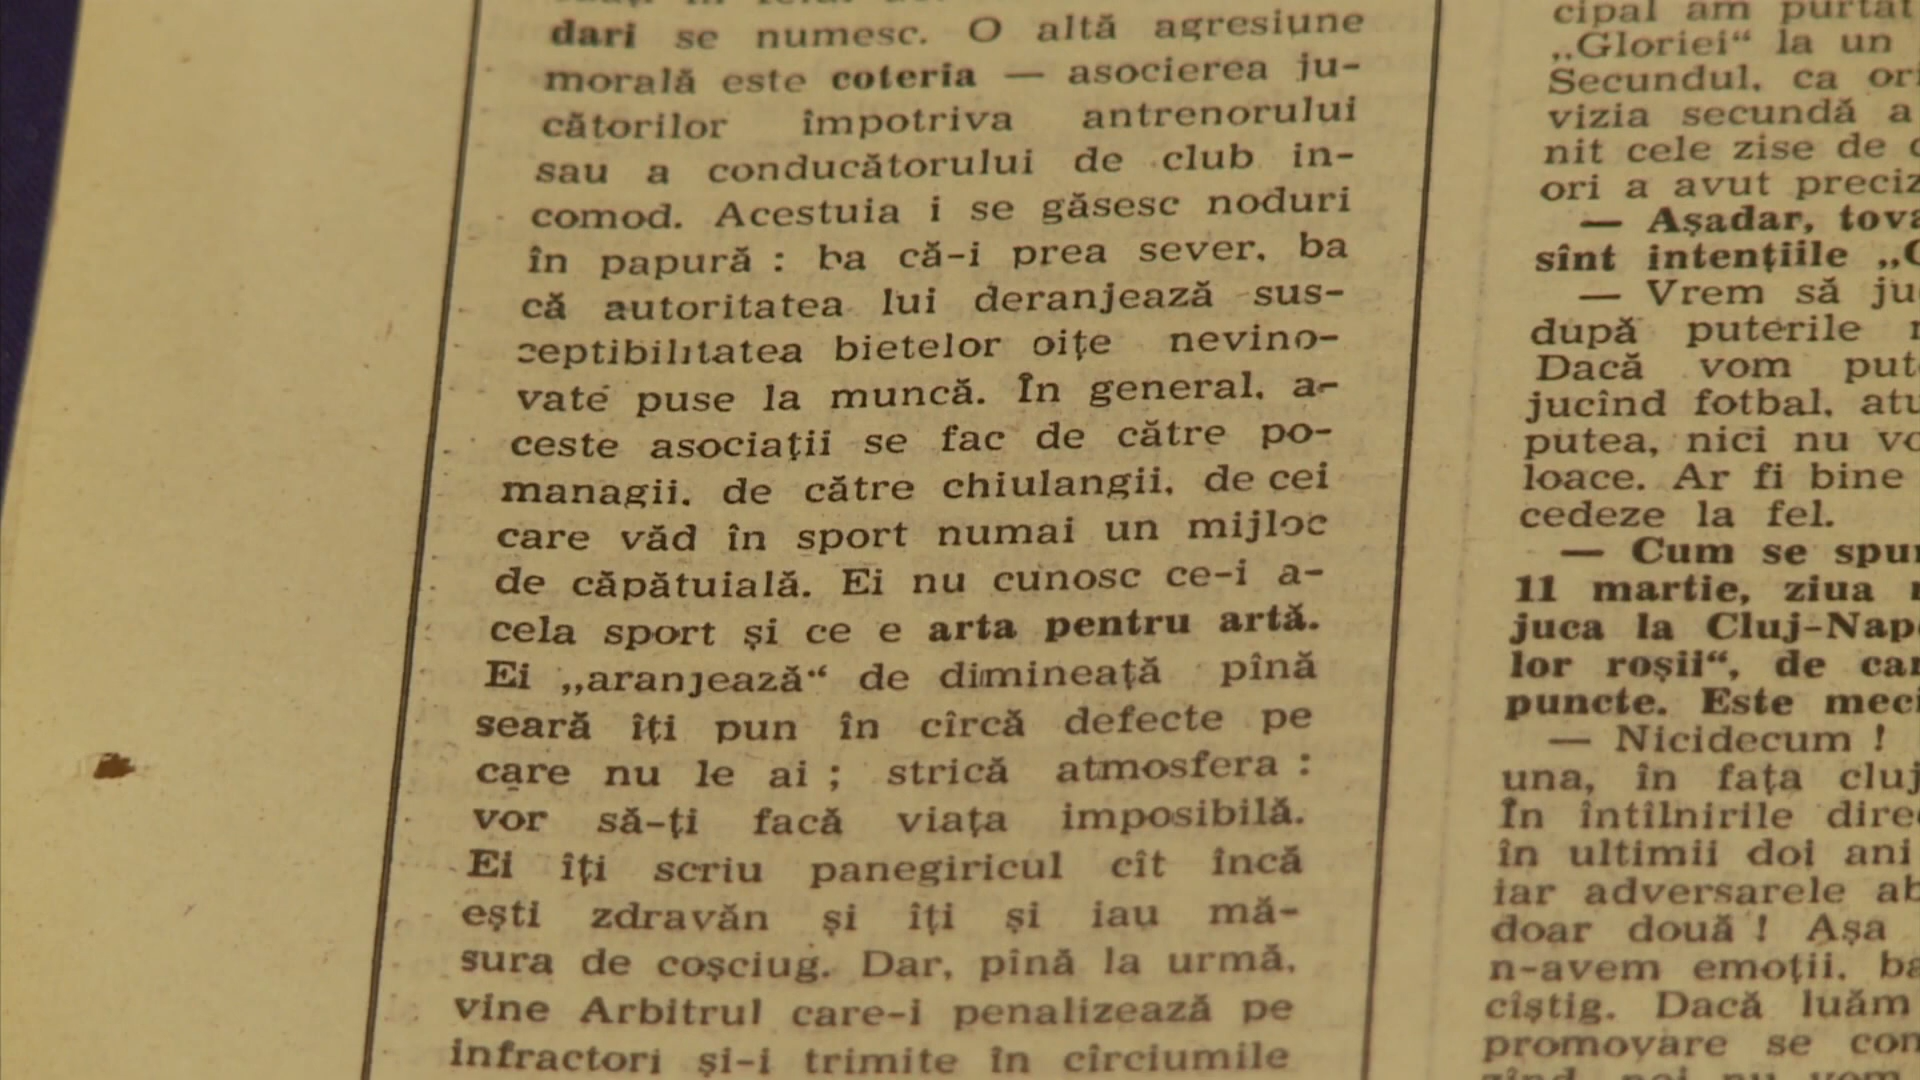 dari se numesc. O altă agresiune
morală este coteria — asocierea ju-
cătorilor împotriva antrenorului
sau a conducătorului de club in-
comod. Acestuia i se găsesc noduri
în papură : ba că-i prea sever, ba
că autoritatea lui deranjează sus-
ceptibilitatea bietelor oițe nevino-
vate puse la muncă. În general, a-
ceste asociații se fac de către po-
managii, de către chiulangii, de cei
care văd în sport numai un mijloc
de căpătuială. Ei nu cunosc ce-i a-
cela sport și ce e arta pentru artă.
Ei „aranjează“ de dimineață pînă
seară îți pun în cîrcă defecte pe
care nu le ai ; strică atmosfera :
vor să-ți facă viața imposibilă.
Ei îți scriu panegiricul cît încă
ești zdravăn și îți și iau mă-
sura de coșciug. Dar, pînă la urmă,
vine Arbitrul care-i penalizează pe
infractori și-i trimite în cîrciumile
cipal am purtat
„Gloriei“ la un
Secundul, ca
vizia secundă a
nit cele zise de
ori a avut
— Așadar,
sînt intențiile
— Vrem să
după puterile
Dacă vom
jucînd fotbal,
putea, nici nu
loace. Ar fi bine
cedeze la fel.
— Cum se
11 martie, ziua
juca la Cluj-
lor roșii“, de
puncte. Este
— Nicidecum !
una, în fața
În întîlnirile
în ultimii doi ani
iar adversarele
doar două ! Așa
n-avem emoții,
cîștig. Dacă luăm
promovare se